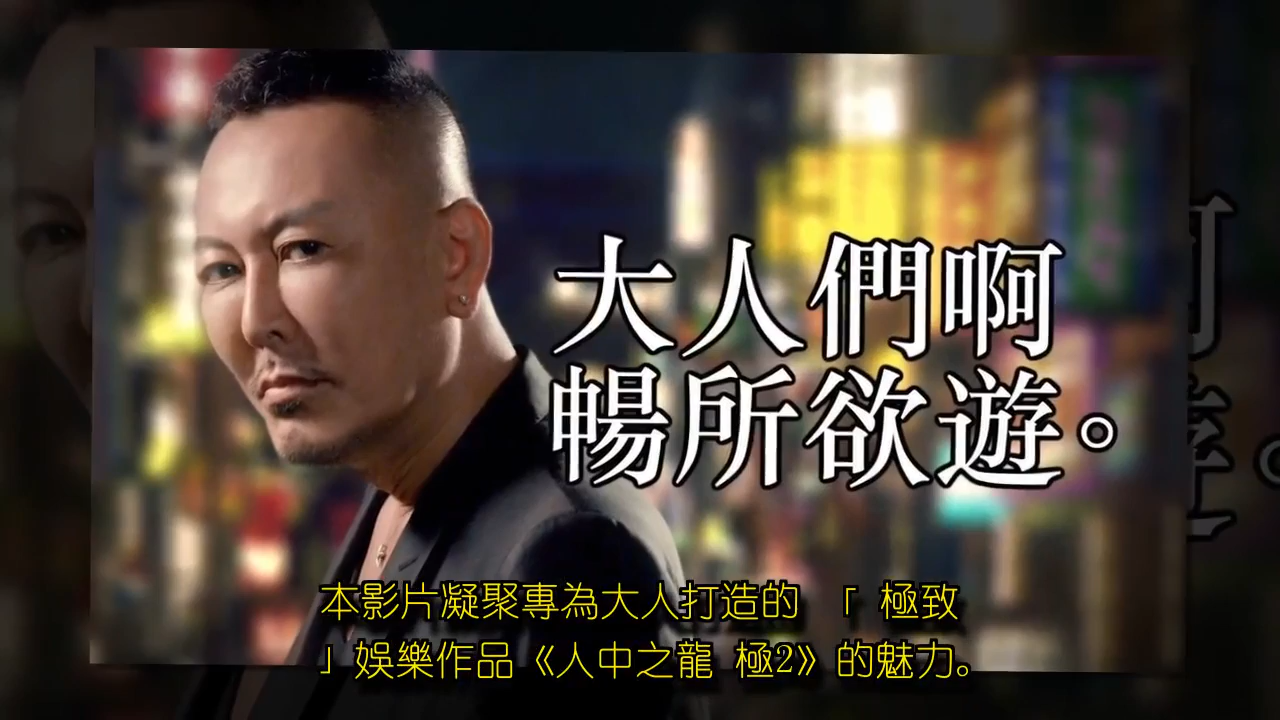 大人們啊
暢所欲遊。
本影片凝聚專為大人打造的 「 極致
」娛樂作品《人中之龍 極2》的魅力。